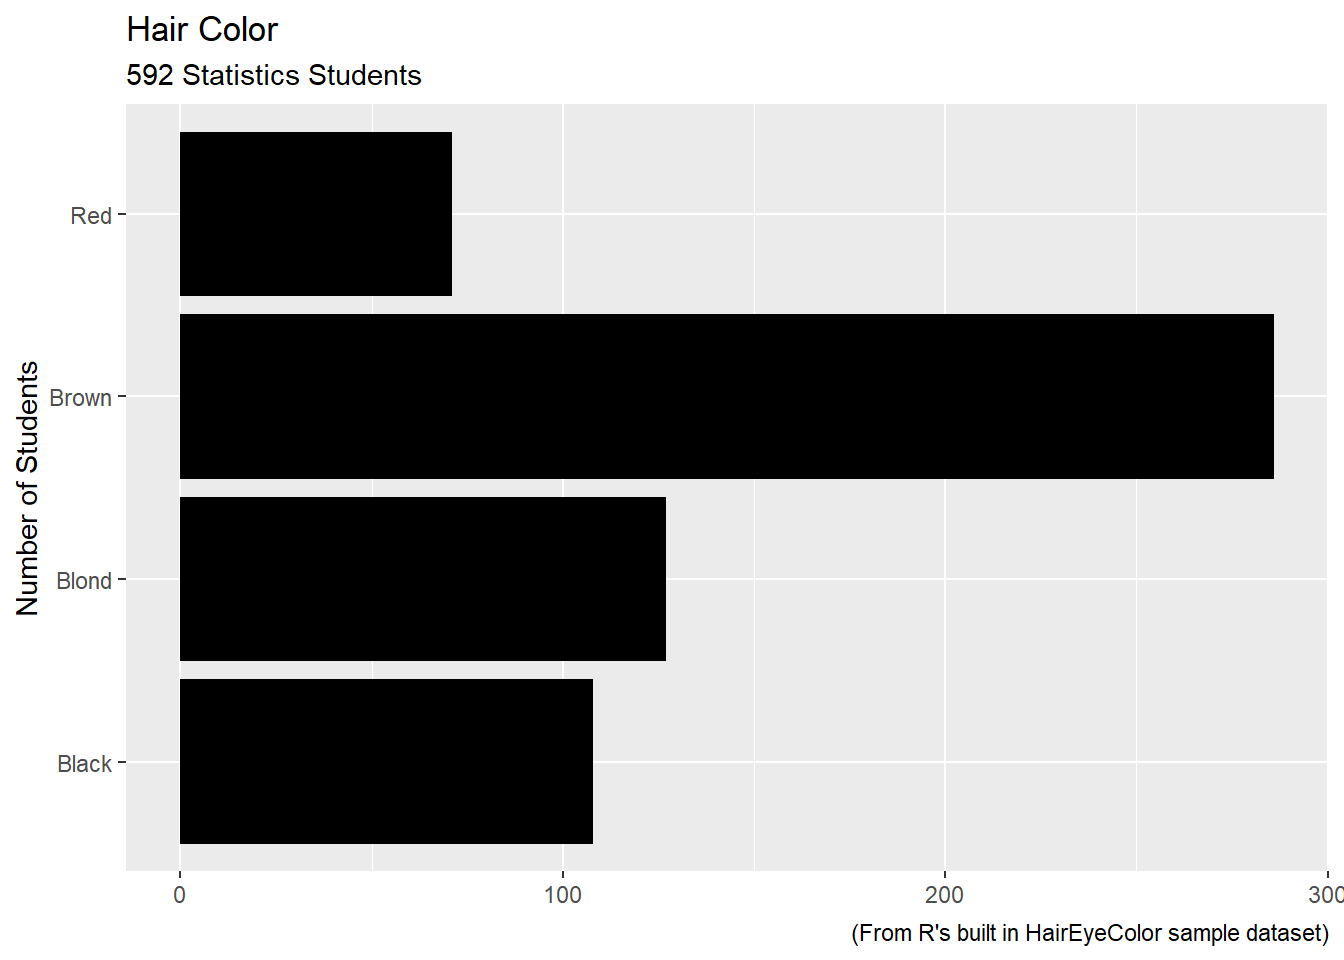 Hair Color
592 Statistics Students
Number of Students
Red
Brown
Blond
Black
0
100
200
300
(From R's built in HairEyeColor sample dataset)